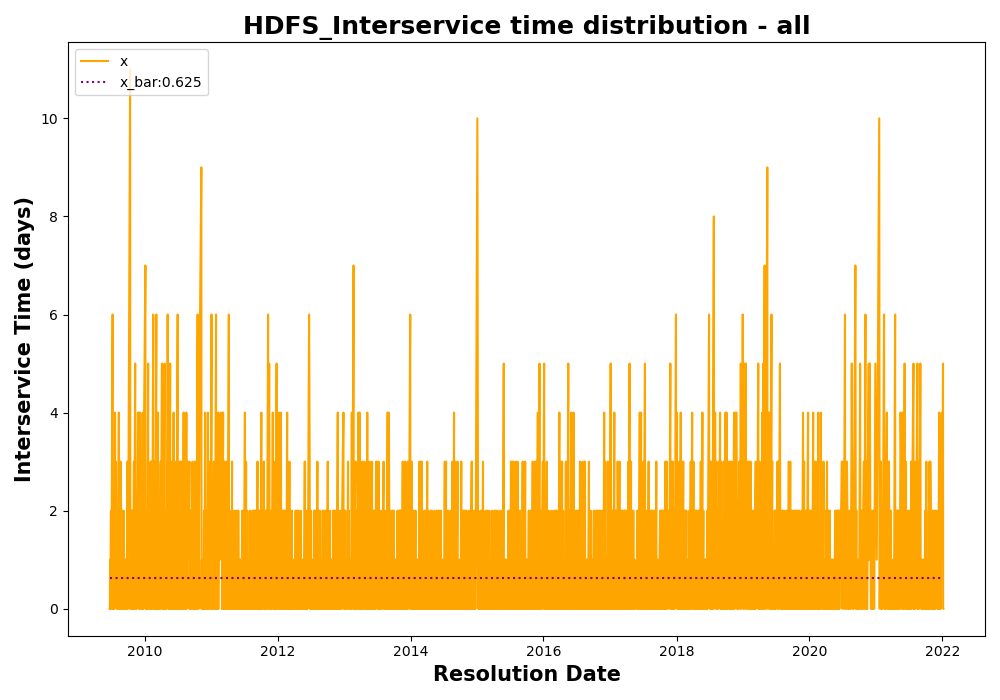 HDFS_Interservice time distribution - all
x
x_bar:0.625
Interservice Time (days)
10
8
6
4
2
0
2010 2012 2014 2016 2018 2020 2022
Resolution Date